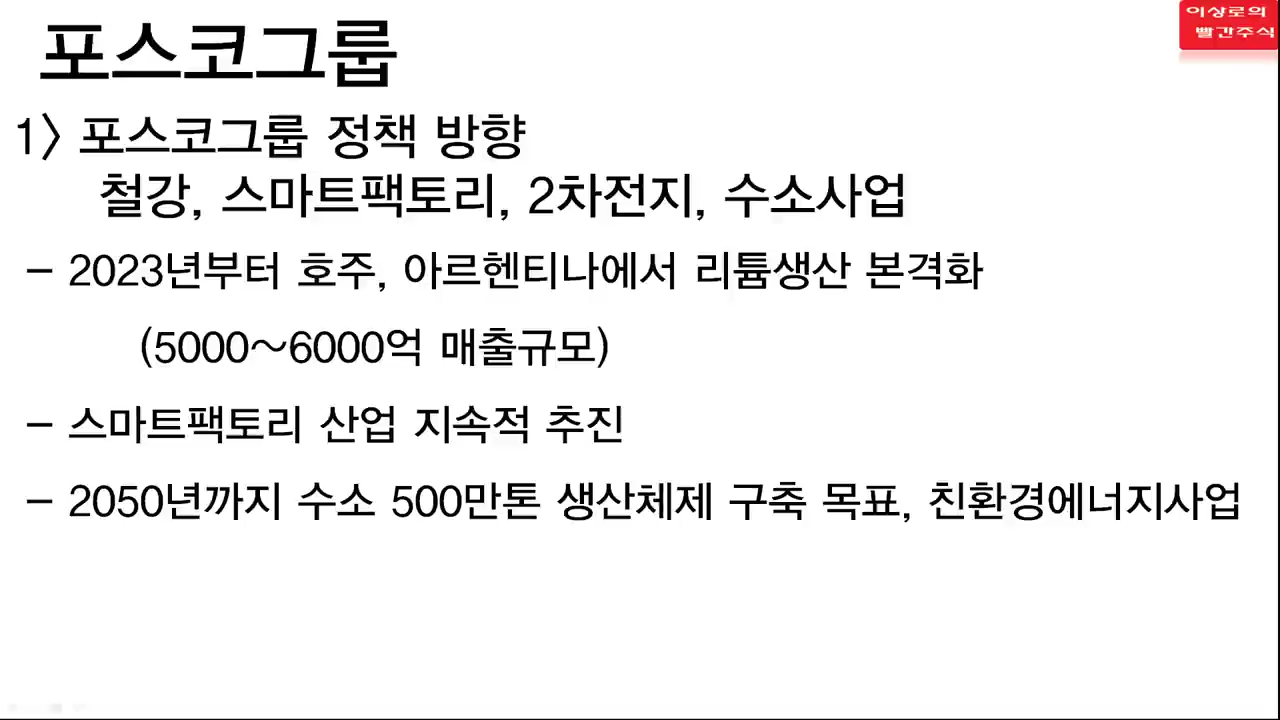 이상로의
빨간주식
포스코그룹
1〉 포스코그룹 정책 방향
철강, 스마트팩토리, 2차전지, 수소사업
– 2023년부터 호주, 아르헨티나에서 리튬생산 본격화
(5000～6000억 매출규모)
– 스마트팩토리 산업 지속적 추진
– 2050년까지 수소 500만톤 생산체제 구축 목표, 친환경에너지사업